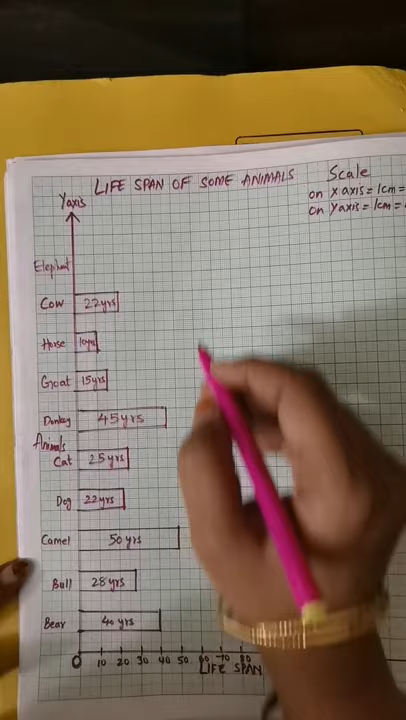 LIFE SPAN OF SOME ANIMALS
Scale
on x axis = 1cm =
on Y axis = 1cm =
Y axis
Elephant
Cow 22yrs
Horse 10yrs
Goat 15yrs
Donkey 45yrs
Animals
Cat 25yrs
Dog 22yrs
Camel 50 yrs
Bull 28yrs
Bear 40 yrs
0 10 20 30 40 50 60 70 80
LIFE SPAN